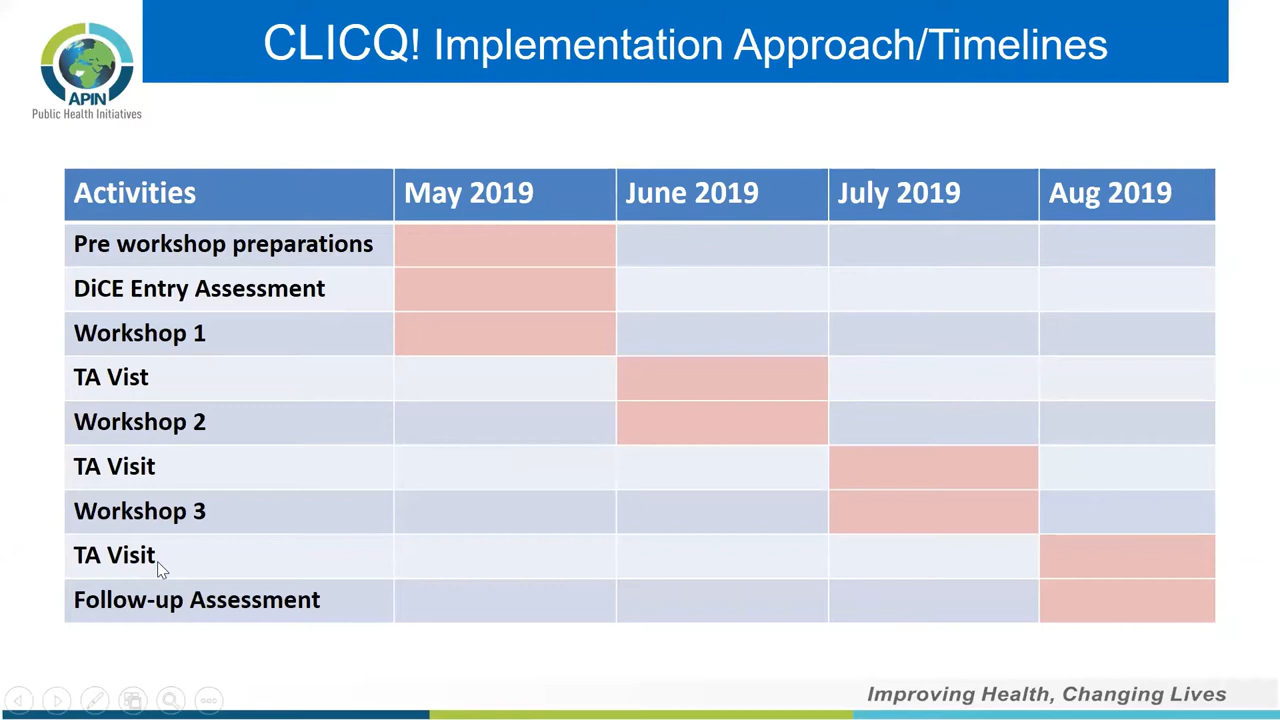 CLICQ! Implementation Approach/Timelines
APIN
Public Health Initiatives
Activities May 2019 June 2019 July 2019 Aug 2019
Pre workshop preparations
DiCE Entry Assessment
Workshop 1
TA Vist
Workshop 2
TA Visit
Workshop 3
TA Visit
Follow-up Assessment
Improving Health, Changing Lives